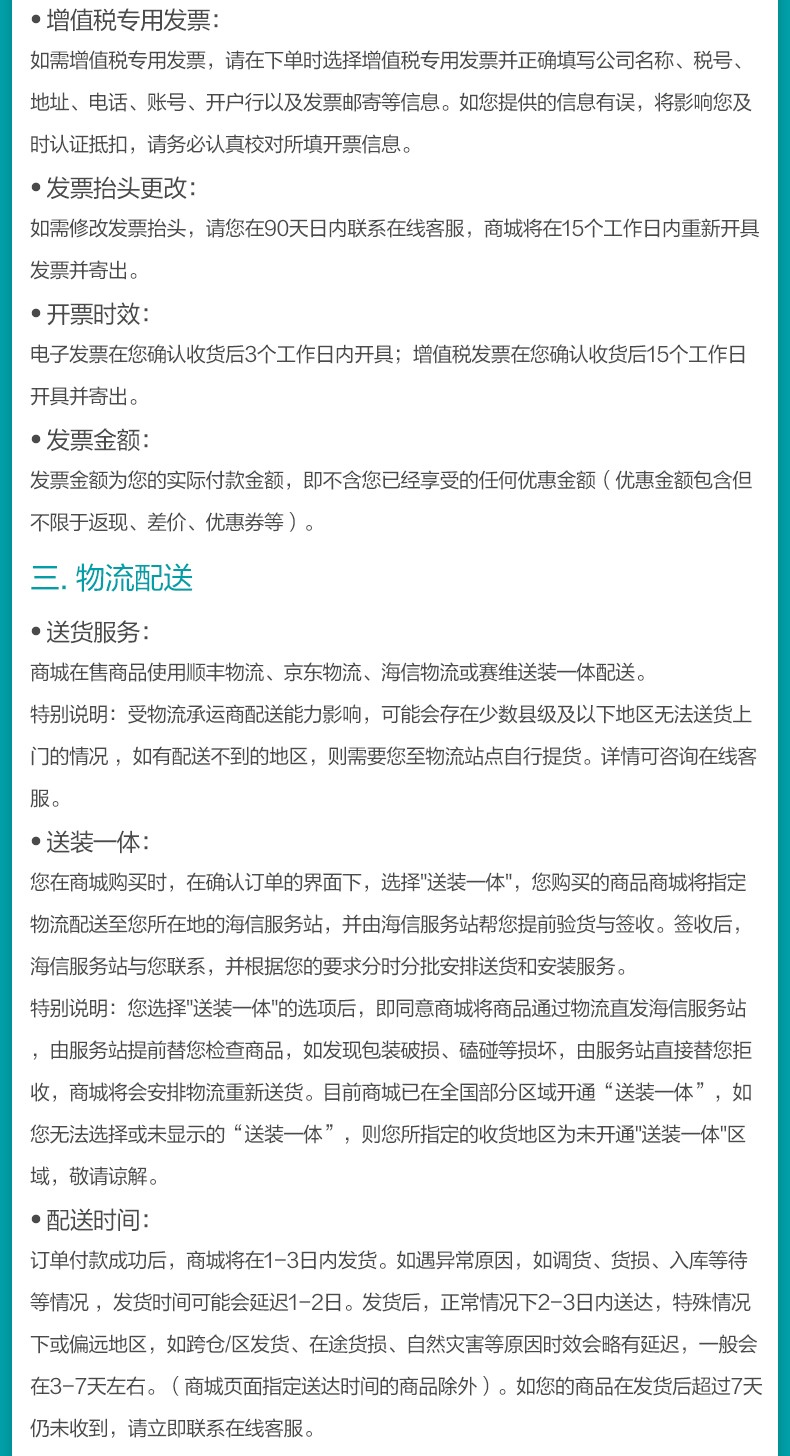 •增值税专用发票：
如需增值税专用发票，请在下单时选择增值税专用发票并正确填写公司名称、税号、
地址、电话、账号、开户行以及发票邮寄等信息。如您提供的信息有误，将影响您及
时认证抵扣，请务必认真校对所填开票信息。
•发票抬头更改：
如需修改发票抬头，请您在90天日内联系在线客服，商城将在15个工作日内重新开具
发票并寄出。
•开票时效：
电子发票在您确认收货后3个工作日内开具；增值税发票在您确认收货后15个工作日
开具并寄出。
•发票金额：
发票金额为您的实际付款金额，即不含您已经享受的任何优惠金额（优惠金额包含但
不限于返现、差价、优惠券等）。
三. 物流配送
•送货服务：
商城在售商品使用顺丰物流、京东物流、海信物流或赛维送装一体配送。
特别说明：受物流承运商配送能力影响，可能会存在少数县级及以下地区无法送货上
门的情况 ，如有配送不到的地区，则需要您至物流站点自行提货。详情可咨询在线客
服。
•送装一体：
您在商城购买时，在确认订单的界面下，选择"送装一体"，您购买的商品商城将指定
物流配送至您所在地的海信服务站，并由海信服务站帮您提前验货与签收。签收后，
海信服务站与您联系，并根据您的要求分时分批安排送货和安装服务。
特别说明：您选择"送装一体"的选项后，即同意商城将商品通过物流直发海信服务站
，由服务站提前替您检查商品，如发现包装破损、磕碰等损坏，由服务站直接替您拒
收，商城将会安排物流重新送货。目前商城已在全国部分区域开通“送装一体”，如
您无法选择或未显示的“送装一体”，则您所指定的收货地区为未开通"送装一体"区
域，敬请谅解。
•配送时间：
订单付款成功后，商城将在1-3日内发货。如遇异常原因，如调货、货损、入库等待
等情况 ，发货时间可能会延迟1-2日。发货后，正常情况下2-3日内送达，特殊情况
下或偏远地区，如跨仓/区发货、在途货损、自然灾害等原因时效会略有延迟，一般会
在3-7天左右。（商城页面指定送达时间的商品除外）。如您的商品在发货后超过7天
仍未收到，请立即联系在线客服。